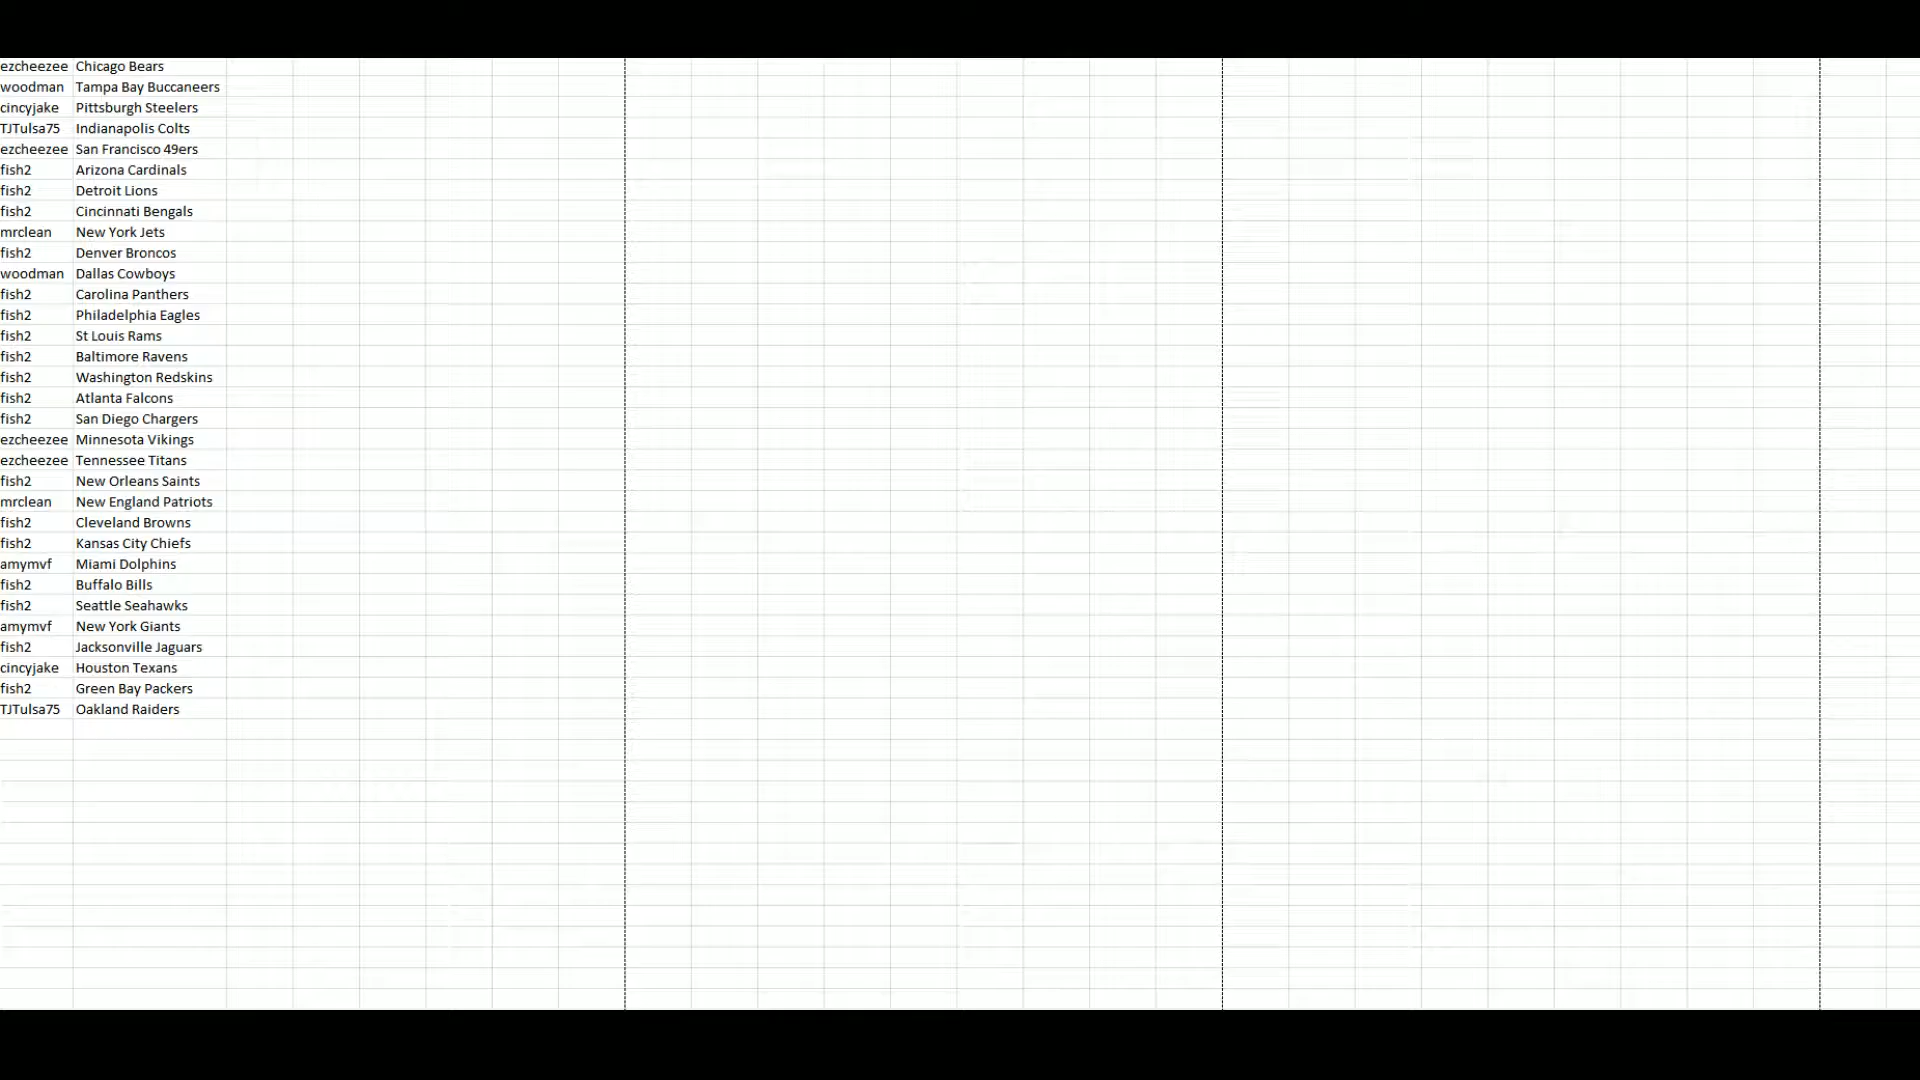 ezcheezee Chicago Bears
woodman Tampa Bay Buccaneers
cincyjake Pittsburgh Steelers
TJTulsa75 Indianapolis Colts
ezcheezee San Francisco 49ers
fish2 Arizona Cardinals
fish2 Detroit Lions
fish2 Cincinnati Bengals
mrclean New York Jets
fish2 Denver Broncos
woodman Dallas Cowboys
fish2 Carolina Panthers
fish2 Philadelphia Eagles
fish2 St Louis Rams
fish2 Baltimore Ravens
fish2 Washington Redskins
fish2 Atlanta Falcons
fish2 San Diego Chargers
ezcheezee Minnesota Vikings
ezcheezee Tennessee Titans
fish2 New Orleans Saints
mrclean New England Patriots
fish2 Cleveland Browns
fish2 Kansas City Chiefs
amymvf Miami Dolphins
fish2 Buffalo Bills
fish2 Seattle Seahawks
amymvf New York Giants
fish2 Jacksonville Jaguars
cincyjake Houston Texans
fish2 Green Bay Packers
TJTulsa75 Oakland Raiders